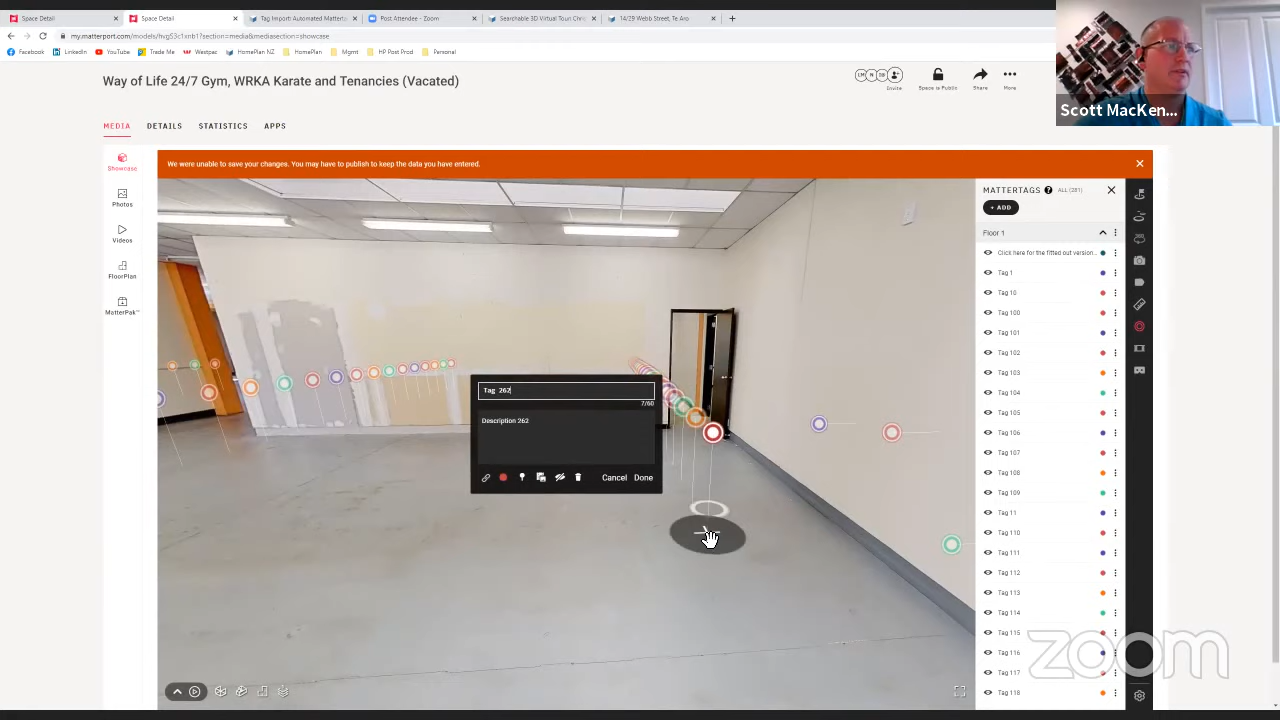 Space Detail
Space Detail
Tag Import: Automated Matterta
Post Attendee - Zoom
Searchable 3D Virtual Tour Chris
14/29 Webb Street, Te Aro
my.matterport.com/models/hvgS3c1xnb1?section=media&mediasection=showcase
Facebook
LinkedIn
YouTube
Trade Me
Westpac
HomePlan NZ
HomePlan
Mgmt
HP Post Prod
Personal
Way of Life 24/7 Gym, WRKA Karate and Tenancies (Vacated)
Invite
Space is Public
Share
More
Scott MacKen...
MEDIA
DETAILS
STATISTICS
APPS
We were unable to save your changes. You may have to publish to keep the data you have entered.
Showcase
Photos
Videos
FloorPlan
MatterPak™
MATTERTAGS
ALL (281)
+ ADD
Floor 1
Click here for the fitted out version...
Tag 1
Tag 10
Tag 100
Tag 101
Tag 102
Tag 103
Tag 104
Tag 105
Tag 106
Tag 107
Tag 108
Tag 109
Tag 11
Tag 110
Tag 111
Tag 112
Tag 113
Tag 114
Tag 115
Tag 116
Tag 117
Tag 118
Tag 262
7/60
Description 262
Cancel
Done
zoom